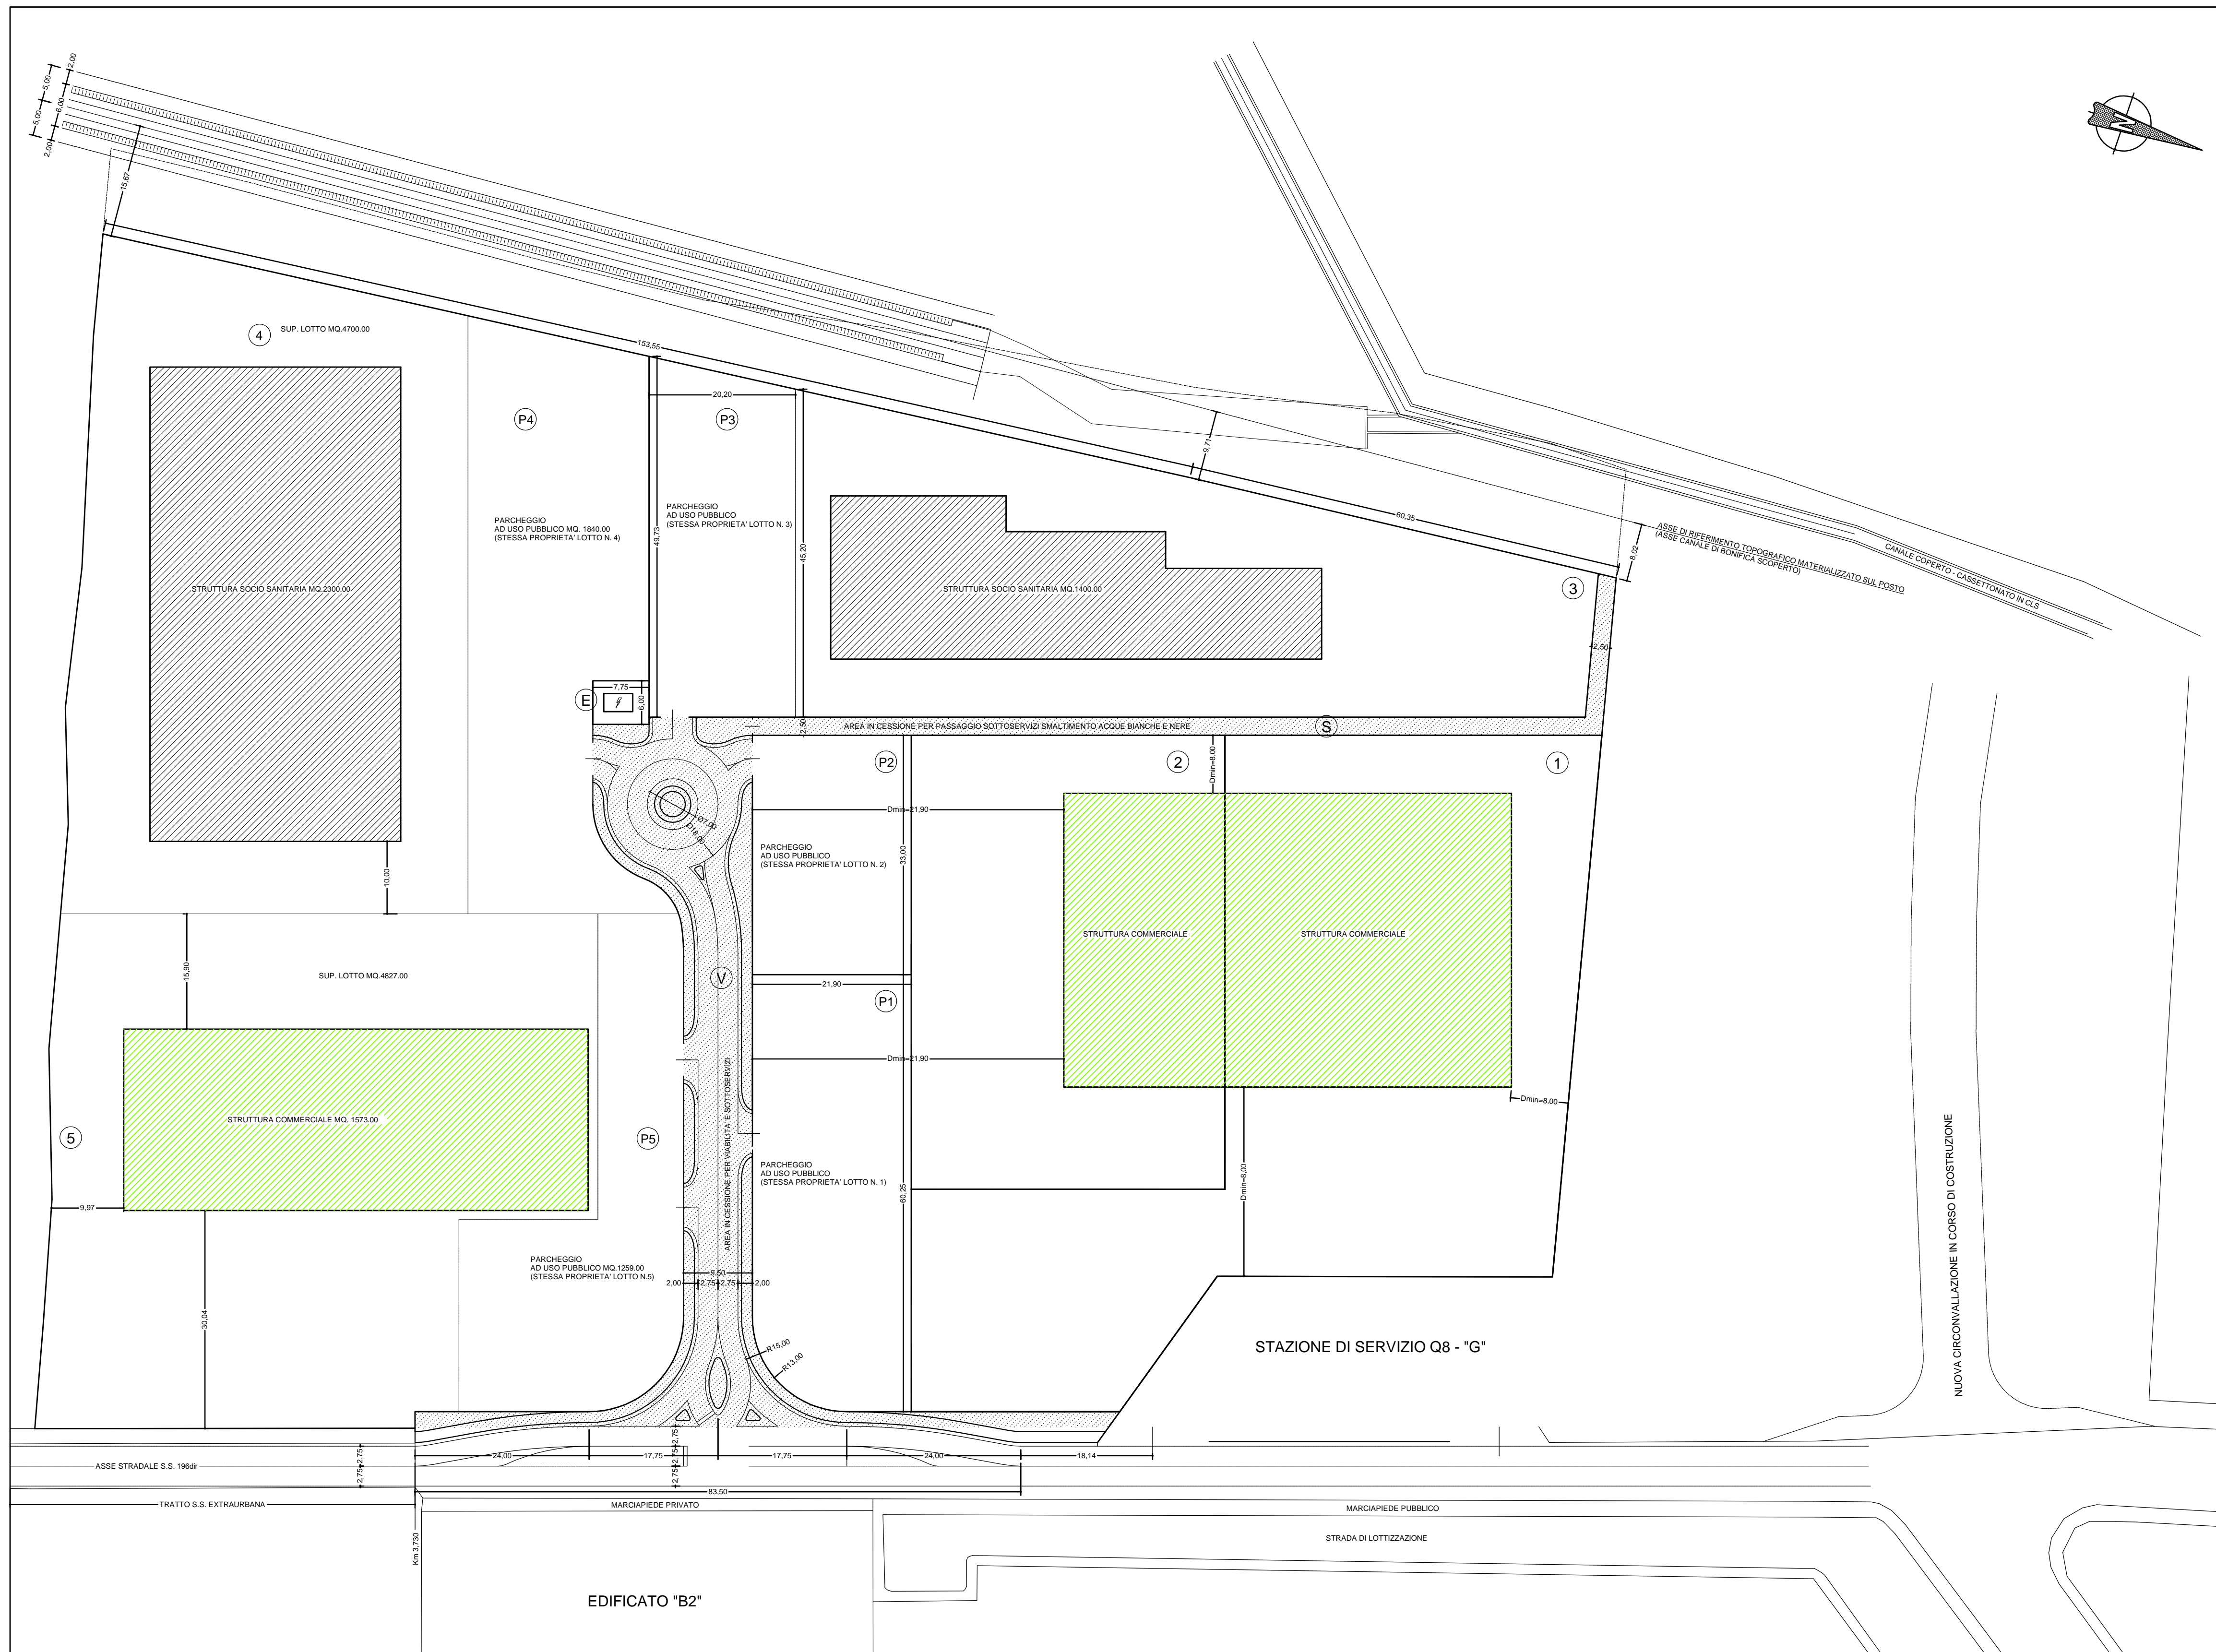 2,00
5,00
6,00
5,00
2,00
15,67
N
4
SUP. LOTTO MQ.4700.00
153,55
20,20
P4
P3
9,71
PARCHEGGIO
AD USO PUBBLICO MQ. 1840.00
(STESSA PROPRIETA' LOTTO N. 4)
PARCHEGGIO
AD USO PUBBLICO
(STESSA PROPRIETA' LOTTO N. 3)
49,73
45,20
60,35
8,02
ASSE DI RIFERIMENTO TOPOGRAFICO MATERIALIZZATO SUL POSTO
(ASSE CANALE DI BONIFICA SCOPERTO)
CANALE COPERTO - CASSETTONATO IN CLS
STRUTTURA SOCIO SANITARIA MQ.2300.00
STRUTTURA SOCIO SANITARIA MQ.1400.00
3
2,50
E
7,75
6,00
2,50
AREA IN CESSIONE PER PASSAGGIO SOTTOSERVIZI SMALTIMENTO ACQUE BIANCHE E NERE
S
P2
2
1
Dmin=8,00
Dmin=21,90
Ø7,00
Ø18,00
PARCHEGGIO
AD USO PUBBLICO
(STESSA PROPRIETA' LOTTO N. 2)
33,00
10,00
15,90
STRUTTURA COMMERCIALE
STRUTTURA COMMERCIALE
SUP. LOTTO MQ.4827.00
V
21,90
P1
Dmin=21,90
AREA IN CESSIONE PER VIABILITA' E SOTTOSERVIZI
Dmin=8.00
STRUTTURA COMMERCIALE MQ. 1573.00
5
P5
PARCHEGGIO
AD USO PUBBLICO
(STESSA PROPRIETA' LOTTO N. 1)
60,25
Dmin=8,00
9,97
PARCHEGGIO
AD USO PUBBLICO MQ.1259.00
(STESSA PROPRIETA' LOTTO N.5)
9,50
2,00
2,75
2,75
2,00
30,04
R15,00
R13,00
STAZIONE DI SERVIZIO Q8 - "G"
NUOVA CIRCONVALLAZIONE IN CORSO DI COSTRUZIONE
2,75
2,75
2,75
2,75
2,75
24,00
17,75
17,75
24,00
18,14
ASSE STRADALE S.S. 196dir
83,50
TRATTO S.S. EXTRAURBANA
MARCIAPIEDE PRIVATO
MARCIAPIEDE PUBBLICO
Km 3,730
STRADA DI LOTTIZZAZIONE
EDIFICATO "B2"